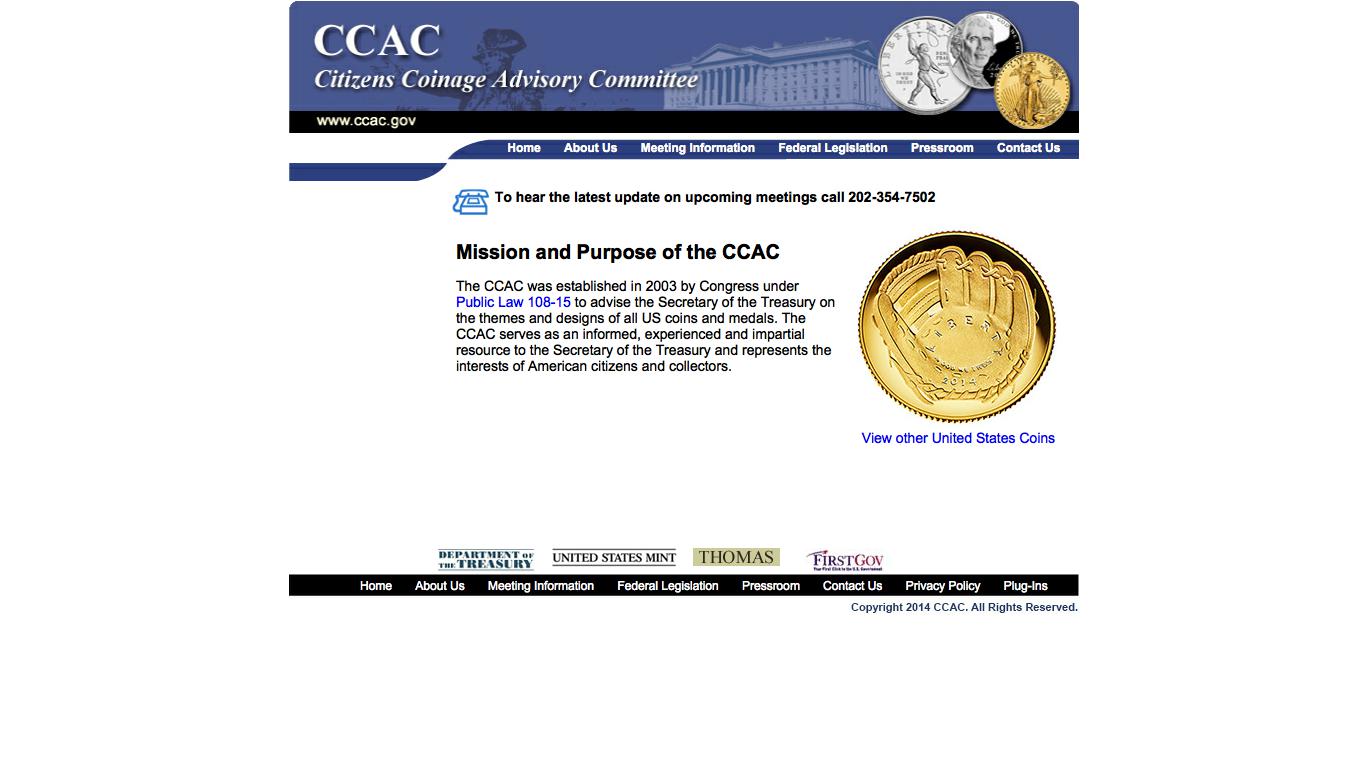 CCAC
Citizens Coinage Advisory Committee
www.ccac.gov
Home About Us Meeting Information Federal Legislation Pressroom Contact Us
To hear the latest update on upcoming meetings call 202-354-7502
Mission and Purpose of the CCAC
The CCAC was established in 2003 by Congress under
Public Law 108-15 to advise the Secretary of the Treasury on
the themes and designs of all US coins and medals. The
CCAC serves as an informed, experienced and impartial
resource to the Secretary of the Treasury and represents the
interests of American citizens and collectors.
LIBERTY
2014
View other United States Coins
DEPARTMENT OF
THE TREASURY
UNITED STATES MINT
THOMAS
FIRSTGOV
Your First Click to the U.S. Government
Home About Us Meeting Information Federal Legislation Pressroom Contact Us Privacy Policy Plug-Ins
Copyright 2014 CCAC. All Rights Reserved.